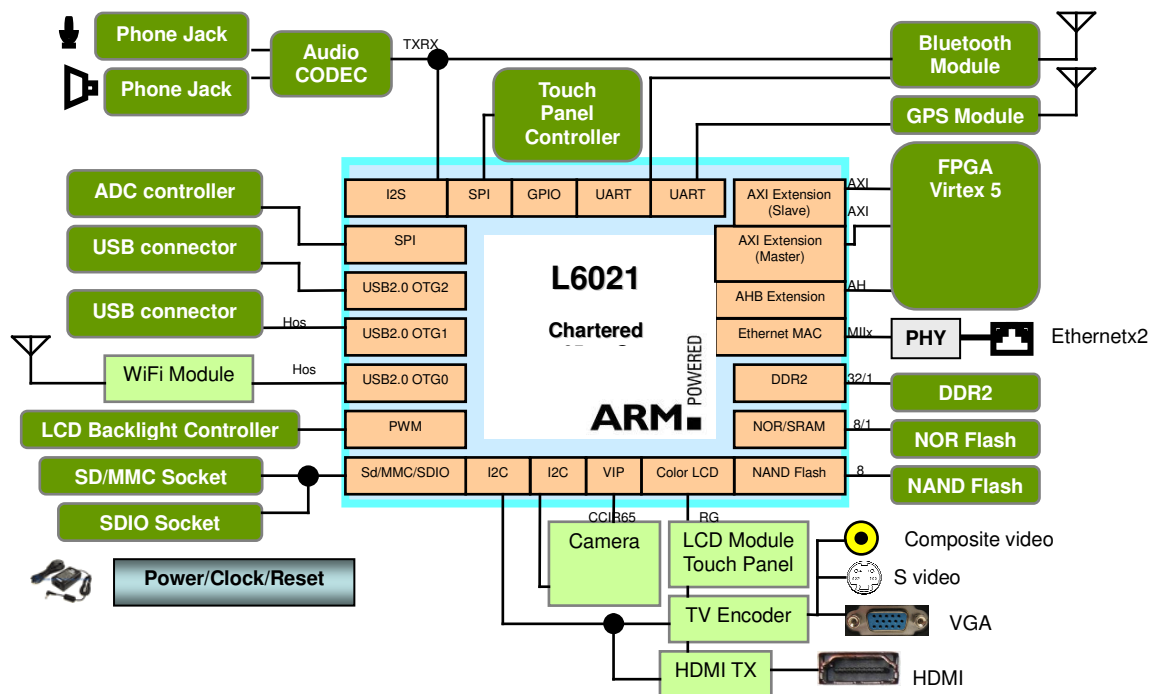 Phone Jack
Phone Jack
Audio
CODEC
TXRX
Touch
Panel
Controller
Bluetooth
Module
GPS Module
FPGA
Virtex 5
ADC controller
USB connector
USB connector
Hos
WiFi Module
Hos
LCD Backlight Controller
SD/MMC Socket
SDIO Socket
Power/Clock/Reset
I2S
SPI
GPIO
UART
UART
AXI Extension
(Slave)
AXI
AXI
AXI Extension
(Master)
AHB Extension
AH
Ethernet MAC
MIIx
PHY
Ethernetx2
DDR2
32/1
DDR2
NOR/SRAM
8/1
NOR Flash
NAND Flash
8
NAND Flash
SPI
USB2.0 OTG2
USB2.0 OTG1
USB2.0 OTG0
PWM
Sd/MMC/SDIO
I2C
I2C
VIP
Color LCD
L6021
Chartered
ARM
POWERED
CCIR65
Camera
RG
LCD Module
Touch Panel
TV Encoder
HDMI TX
Composite video
S video
VGA
HDMI